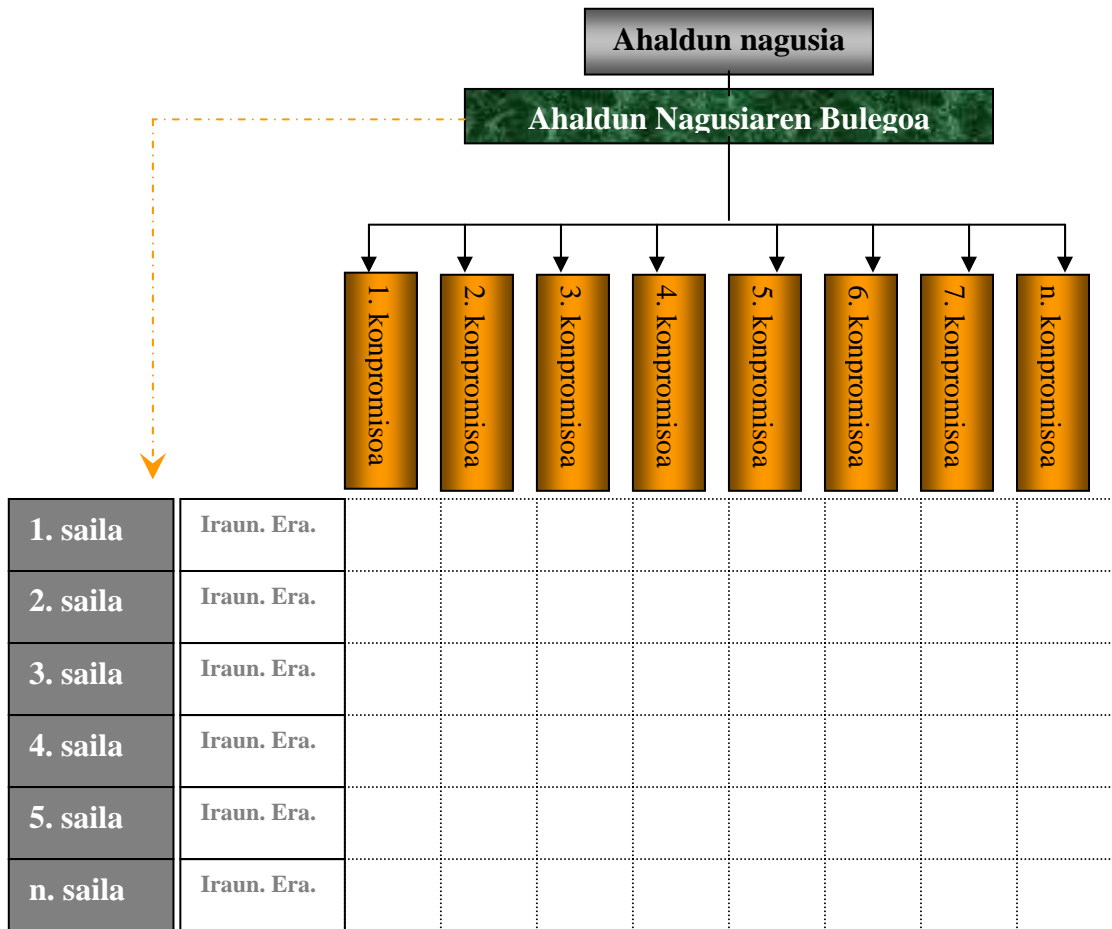 Ahaldun nagusia
Ahaldun Nagusiaren Bulegoa
1. konpromisoa
2. konpromisoa
3. konpromisoa
4. konpromisoa
5. konpromisoa
6. konpromisoa
7. konpromisoa
n. konpromisoa
1. saila Iraun. Era.
2. saila Iraun. Era.
3. saila Iraun. Era.
4. saila Iraun. Era.
5. saila Iraun. Era.
n. saila Iraun. Era.